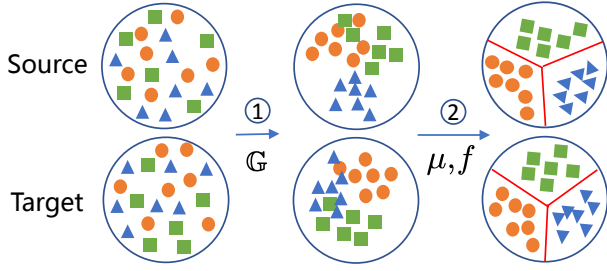 Source
①
②
𝔾
μ, f
Target